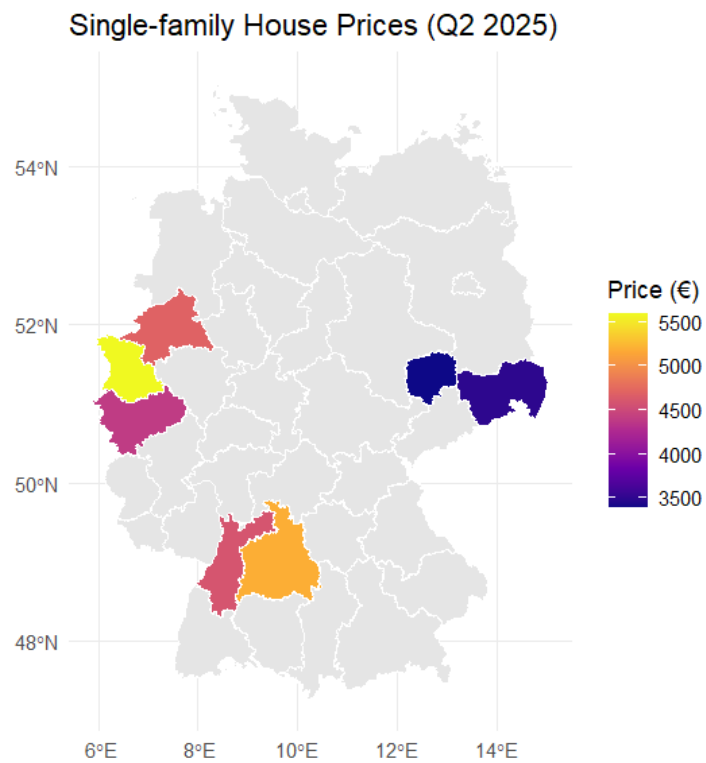 Single-family House Prices (Q2 2025)
54°N
52°N
50°N
48°N
6°E
8°E
10°E
12°E
14°E
Price (€)
5500
5000
4500
4000
3500